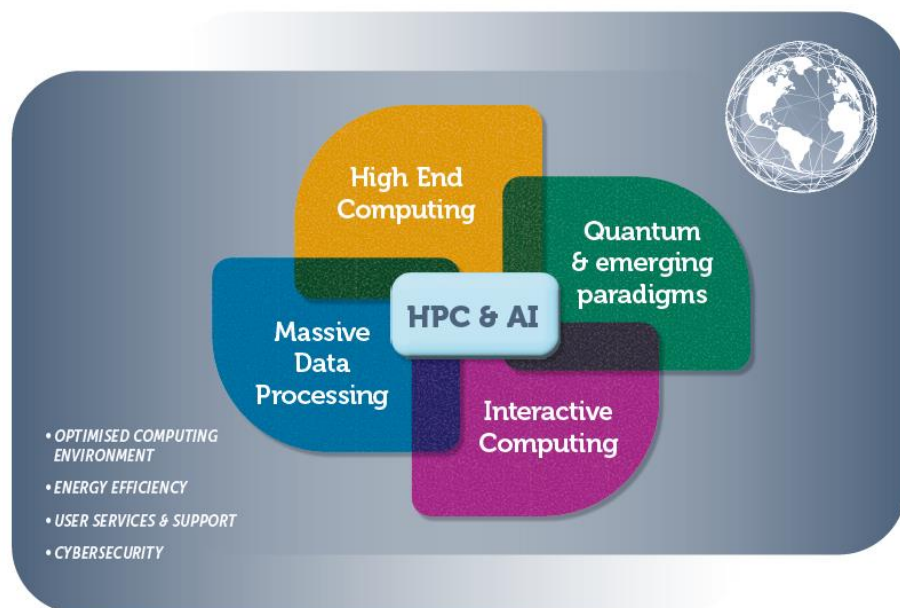 High End
Computing
Quantum
& emerging
paradigms
HPC & AI
Massive
Data
Processing
Interactive
Computing
• OPTIMISED COMPUTING
ENVIRONMENT
• ENERGY EFFICIENCY
• USER SERVICES & SUPPORT
• CYBERSECURITY